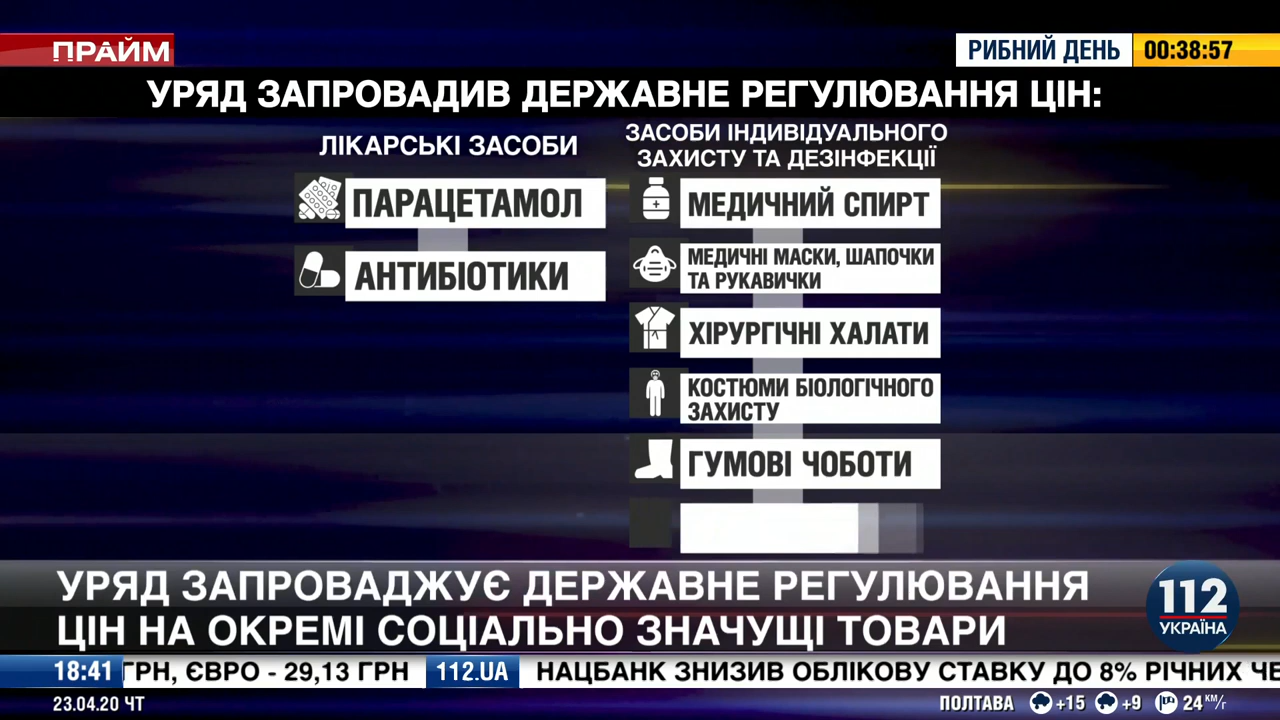 ПРАЙМ
РИБНИЙ ДЕНЬ
00:38:57
УРЯД ЗАПРОВАДИВ ДЕРЖАВНЕ РЕГУЛЮВАННЯ ЦІН:
ЛІКАРСЬКІ ЗАСОБИ
ПАРАЦЕТАМОЛ
АНТИБІОТИКИ
ЗАСОБИ ІНДИВІДУАЛЬНОГО
ЗАХИСТУ ТА ДЕЗІНФЕКЦІЇ
МЕДИЧНИЙ СПИРТ
МЕДИЧНІ МАСКИ, ШАПОЧКИ
ТА РУКАВИЧКИ
ХІРУРГІЧНІ ХАЛАТИ
КОСТЮМИ БІОЛОГІЧНОГО
ЗАХИСТУ
ГУМОВІ ЧОБОТИ
УРЯД ЗАПРОВАДЖУЄ ДЕРЖАВНЕ РЕГУЛЮВАННЯ
ЦІН НА ОКРЕМІ СОЦІАЛЬНО ЗНАЧУЩІ ТОВАРИ
112
УКРАЇНА
18:41 ГРН, ЄВРО - 29,13 ГРН 112.UA НАЦБАНК ЗНИЗИВ ОБЛІКОВУ СТАВКУ ДО 8% РІЧНИХ ЧЕ
23.04.20 ЧТ
ПОЛТАВА +15 +9 24 КМ/Г